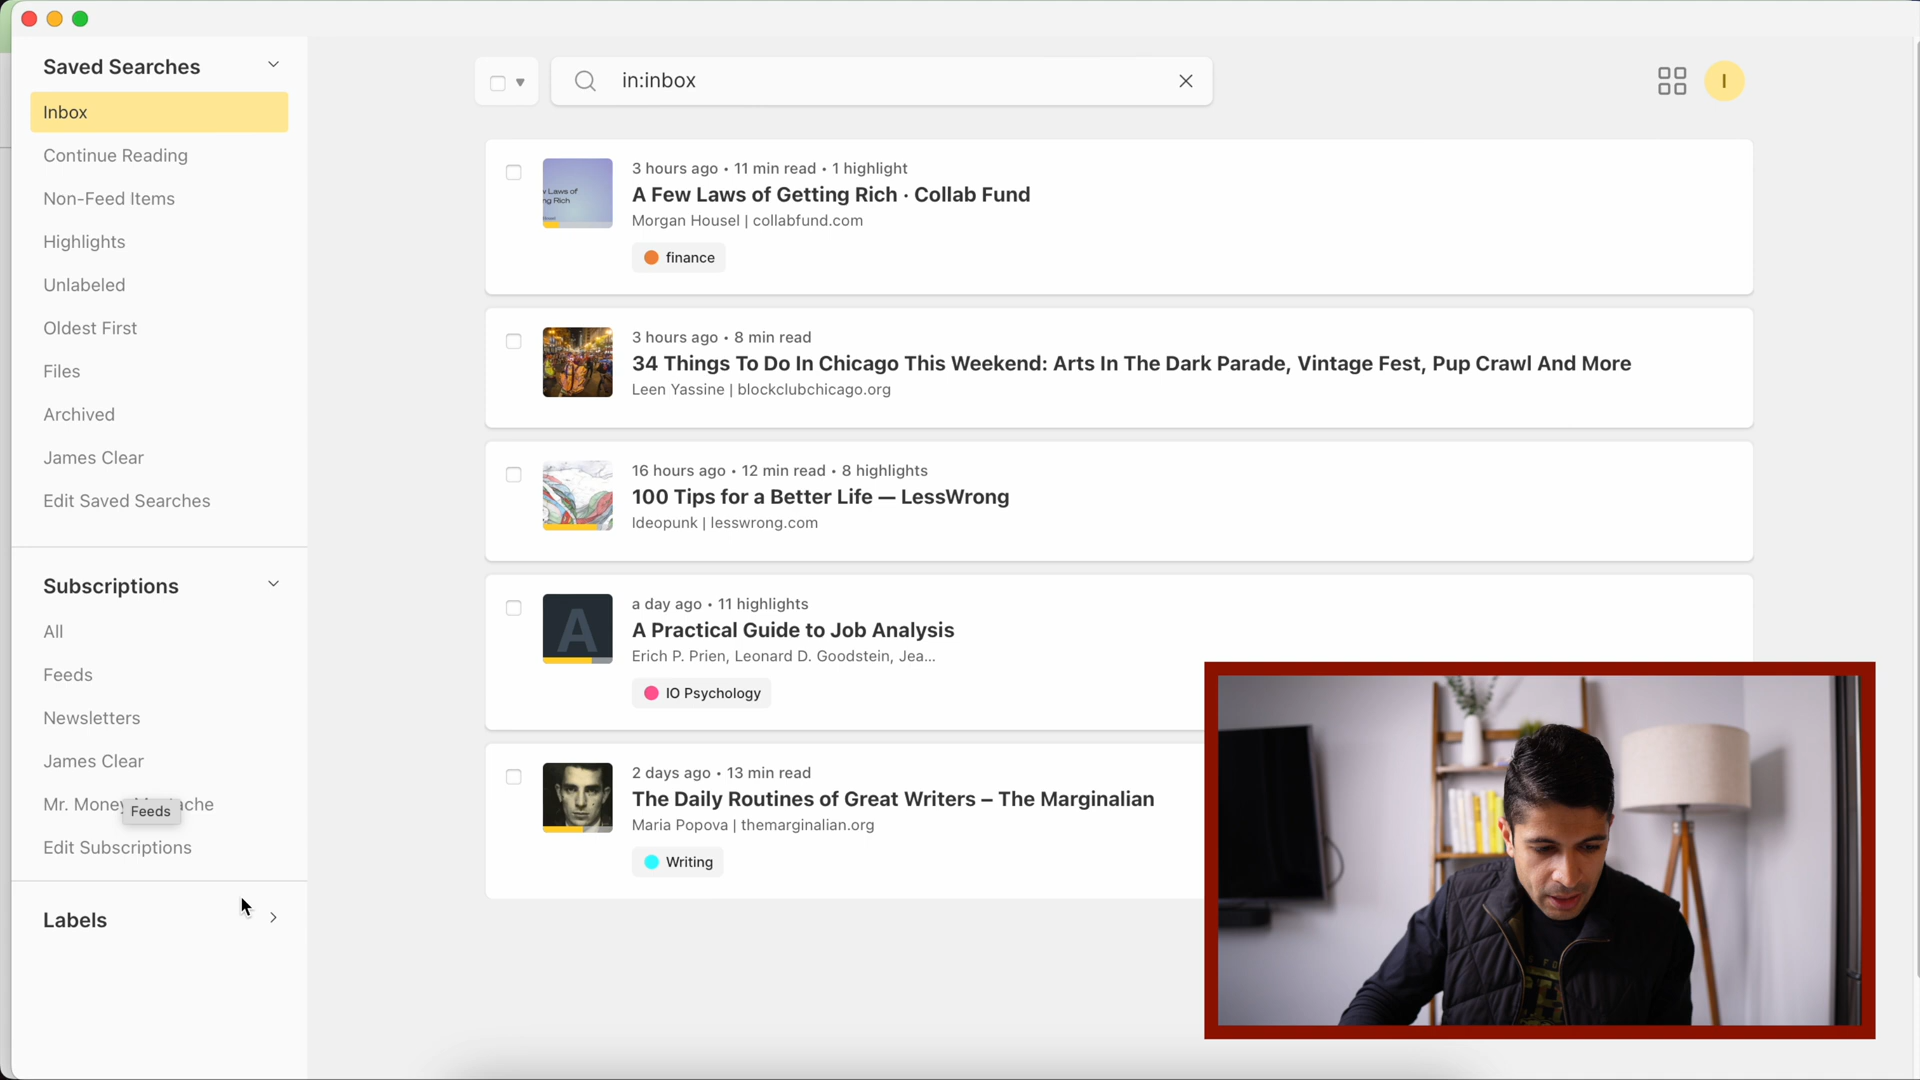 Saved Searches
Inbox
Continue Reading
Non-Feed Items
Highlights
Unlabeled
Oldest First
Files
Archived
James Clear
Edit Saved Searches
Subscriptions
All
Feeds
Newsletters
James Clear
Mr. Money
Feeds
Edit Subscriptions
Labels
in:inbox
I
3 hours ago • 11 min read • 1 highlight
A Few Laws of Getting Rich · Collab Fund
Morgan Housel | collabfund.com
finance
w Laws of
ng Rich
3 hours ago • 8 min read
34 Things To Do In Chicago This Weekend: Arts In The Dark Parade, Vintage Fest, Pup Crawl And More
Leen Yassine | blockclubchicago.org
16 hours ago • 12 min read • 8 highlights
100 Tips for a Better Life — LessWrong
Ideopunk | lesswrong.com
A
a day ago • 11 highlights
A Practical Guide to Job Analysis
Erich P. Prien, Leonard D. Goodstein, Jea...
IO Psychology
2 days ago • 13 min read
The Daily Routines of Great Writers – The Marginalian
Maria Popova | themarginalian.org
Writing